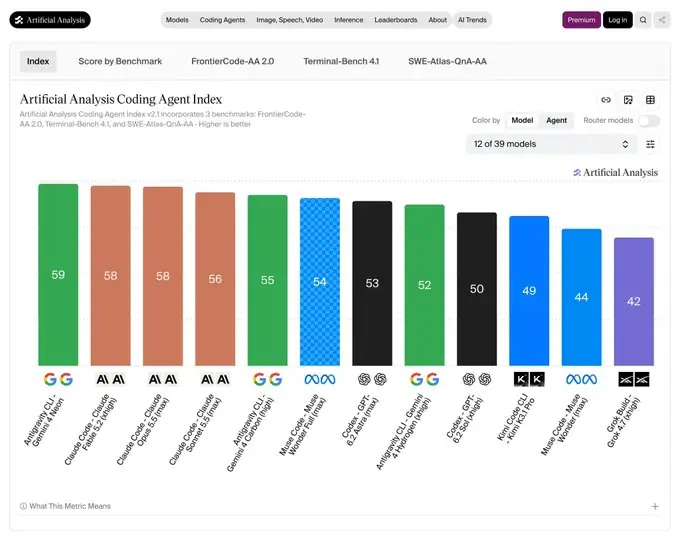 Artificial Analysis
Models Coding Agents Image, Speech, Video Inference Leaderboards About AI Trends
Premium Log in
Index Score by Benchmark FrontierCode-AA 2.0 Terminal-Bench 4.1 SWE-Atlas-QnA-AA
Artificial Analysis Coding Agent Index
Artificial Analysis Coding Agent Index v2.1 incorporates 3 benchmarks: FrontierCode-
AA 2.0, Terminal-Bench 4.1, and SWE-Atlas-QnA-AA · Higher is better
Color by Model Agent Router models
12 of 39 models
Artificial Analysis
59
58
58
56
55
54
53
52
50
49
44
42
Antigravity CLI -
Gemini 4 Neon
Claude Code - Claude
Fable 5.2 (xhigh)
Claude Code - Claude
Opus 5.5 (max)
Claude Code - Claude
Sonnet 5.5 (max)
Antigravity CLI -
Gemini 4 Carbon (high)
Muse Code - Muse
Wonder Full (max)
Codex - GPT-
6.2 Astra (max)
Antigravity CLI - Gemini
4 Hydrogen (xhigh)
Codex - GPT-
6.2 Sol (xhigh)
Kimi Code CLI
- Kimi K3.1 Pro
Muse Code - Muse
Wonder (max)
Grok Build -
Grok 4.7 (xhigh)
What This Metric Means